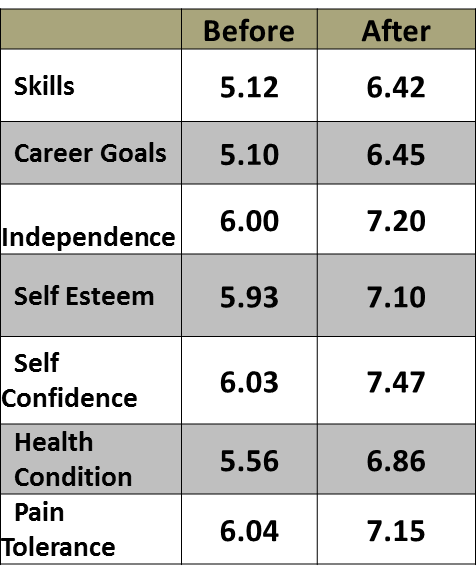 Before After
Skills 5.12 6.42
Career Goals 5.10 6.45
Independence 6.00 7.20
Self Esteem 5.93 7.10
Self
Confidence 6.03 7.47
Health
Condition 5.56 6.86
Pain
Tolerance 6.04 7.15